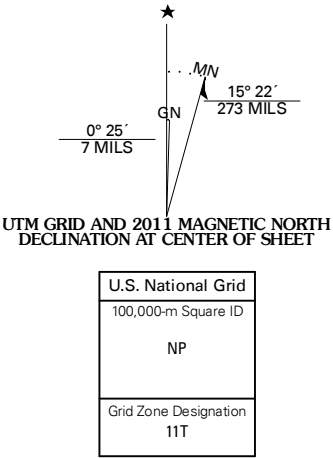 MN
15° 22´
273 MILS
GN
0° 25´
7 MILS
UTM GRID AND 2011 MAGNETIC NORTH
DECLINATION AT CENTER OF SHEET
U.S. National Grid
100,000-m Square ID
NP
Grid Zone Designation
11T